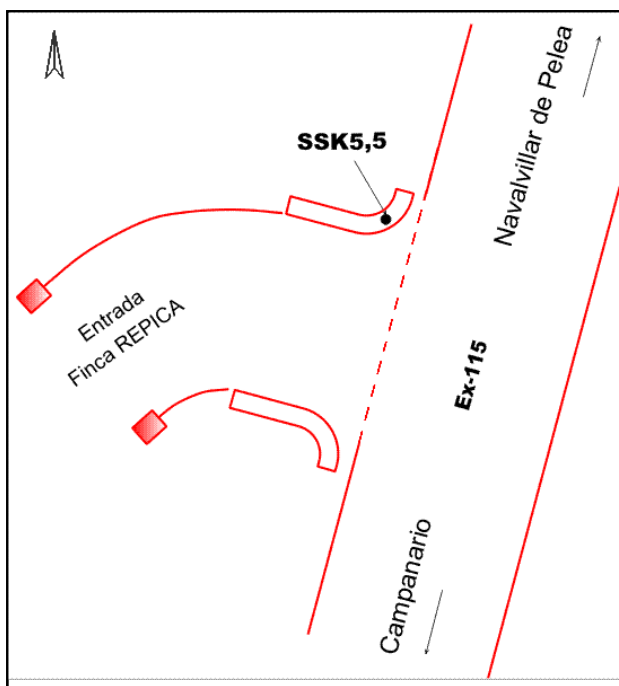 Navalvillar de Pelea
SSK5,5
Entrada
Finca REPICA
Ex-115
Campanario